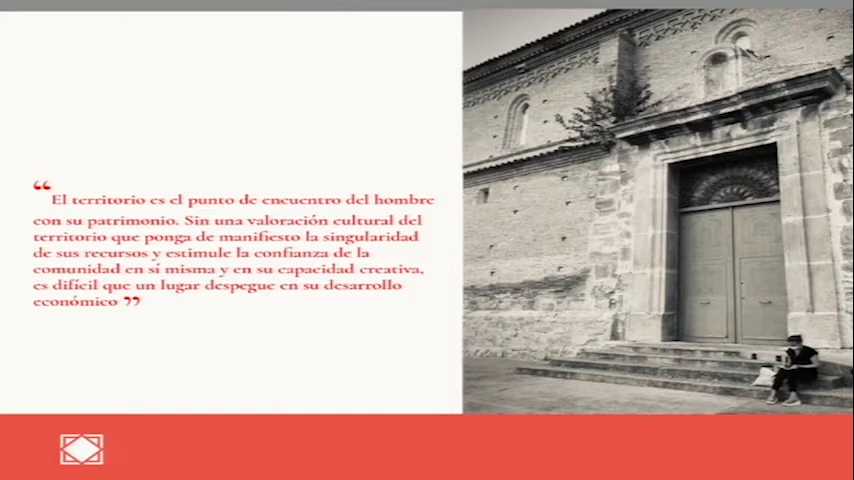 “ El territorio es el punto de encuentro del hombre
con su patrimonio. Sin una valoración cultural del
territorio que ponga de manifiesto la singularidad
de sus recursos y estimule la confianza de la
comunidad en sí misma y en su capacidad creativa,
es difícil que un lugar despegue en su desarrollo
económico ”